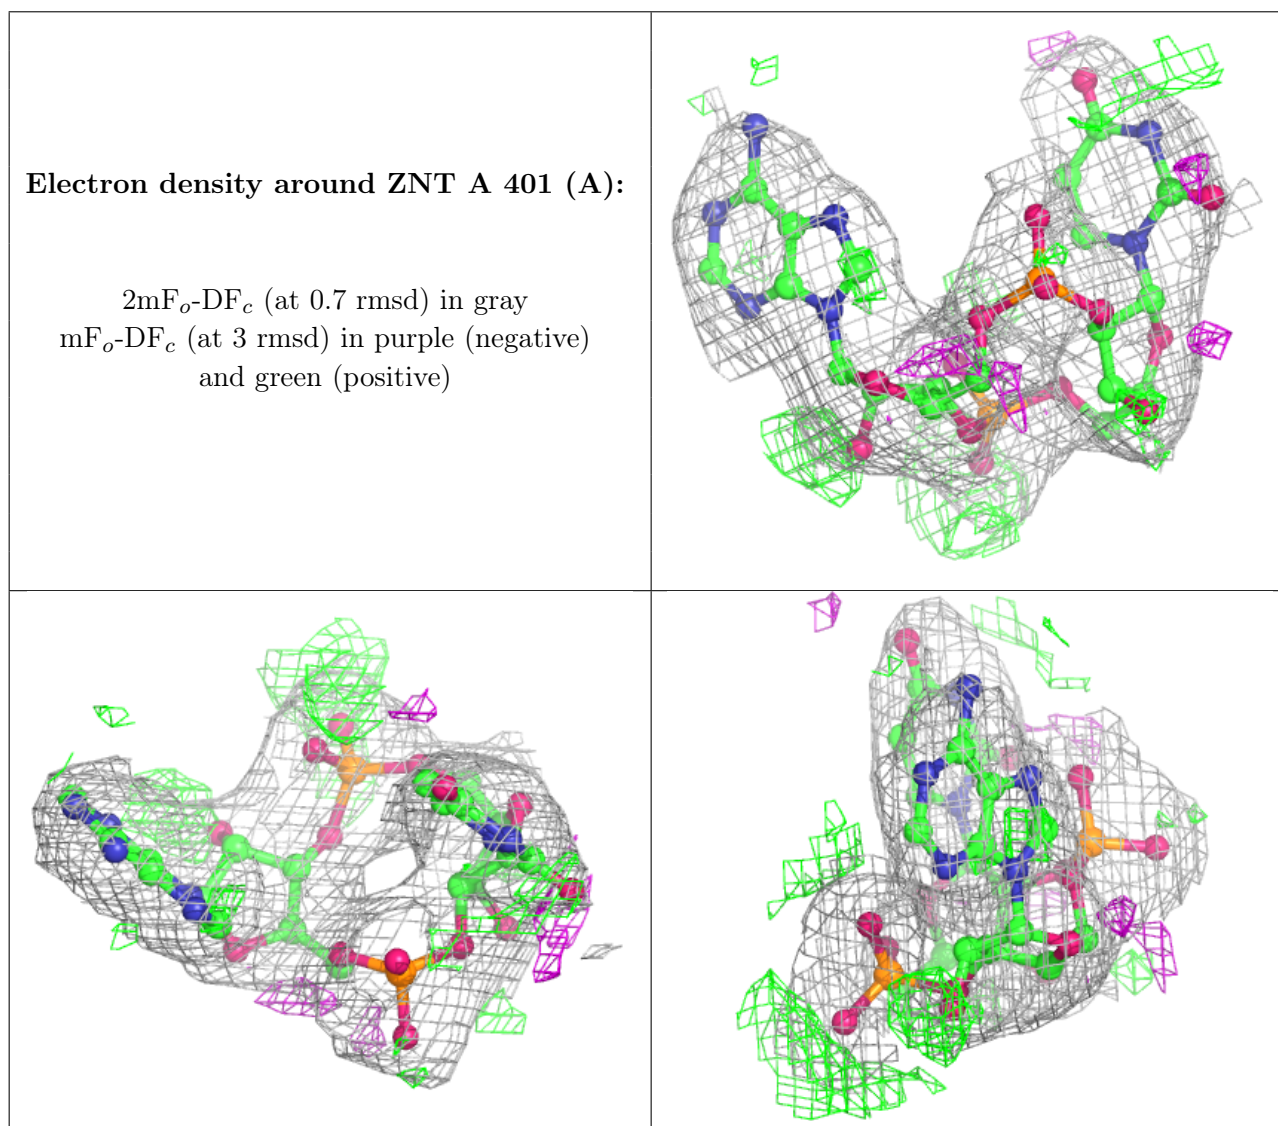 Electron density around ZNT A 401 (A):
2mFₒ-DF𝒸 (at 0.7 rmsd) in gray
mFₒ-DF𝒸 (at 3 rmsd) in purple (negative)
and green (positive)